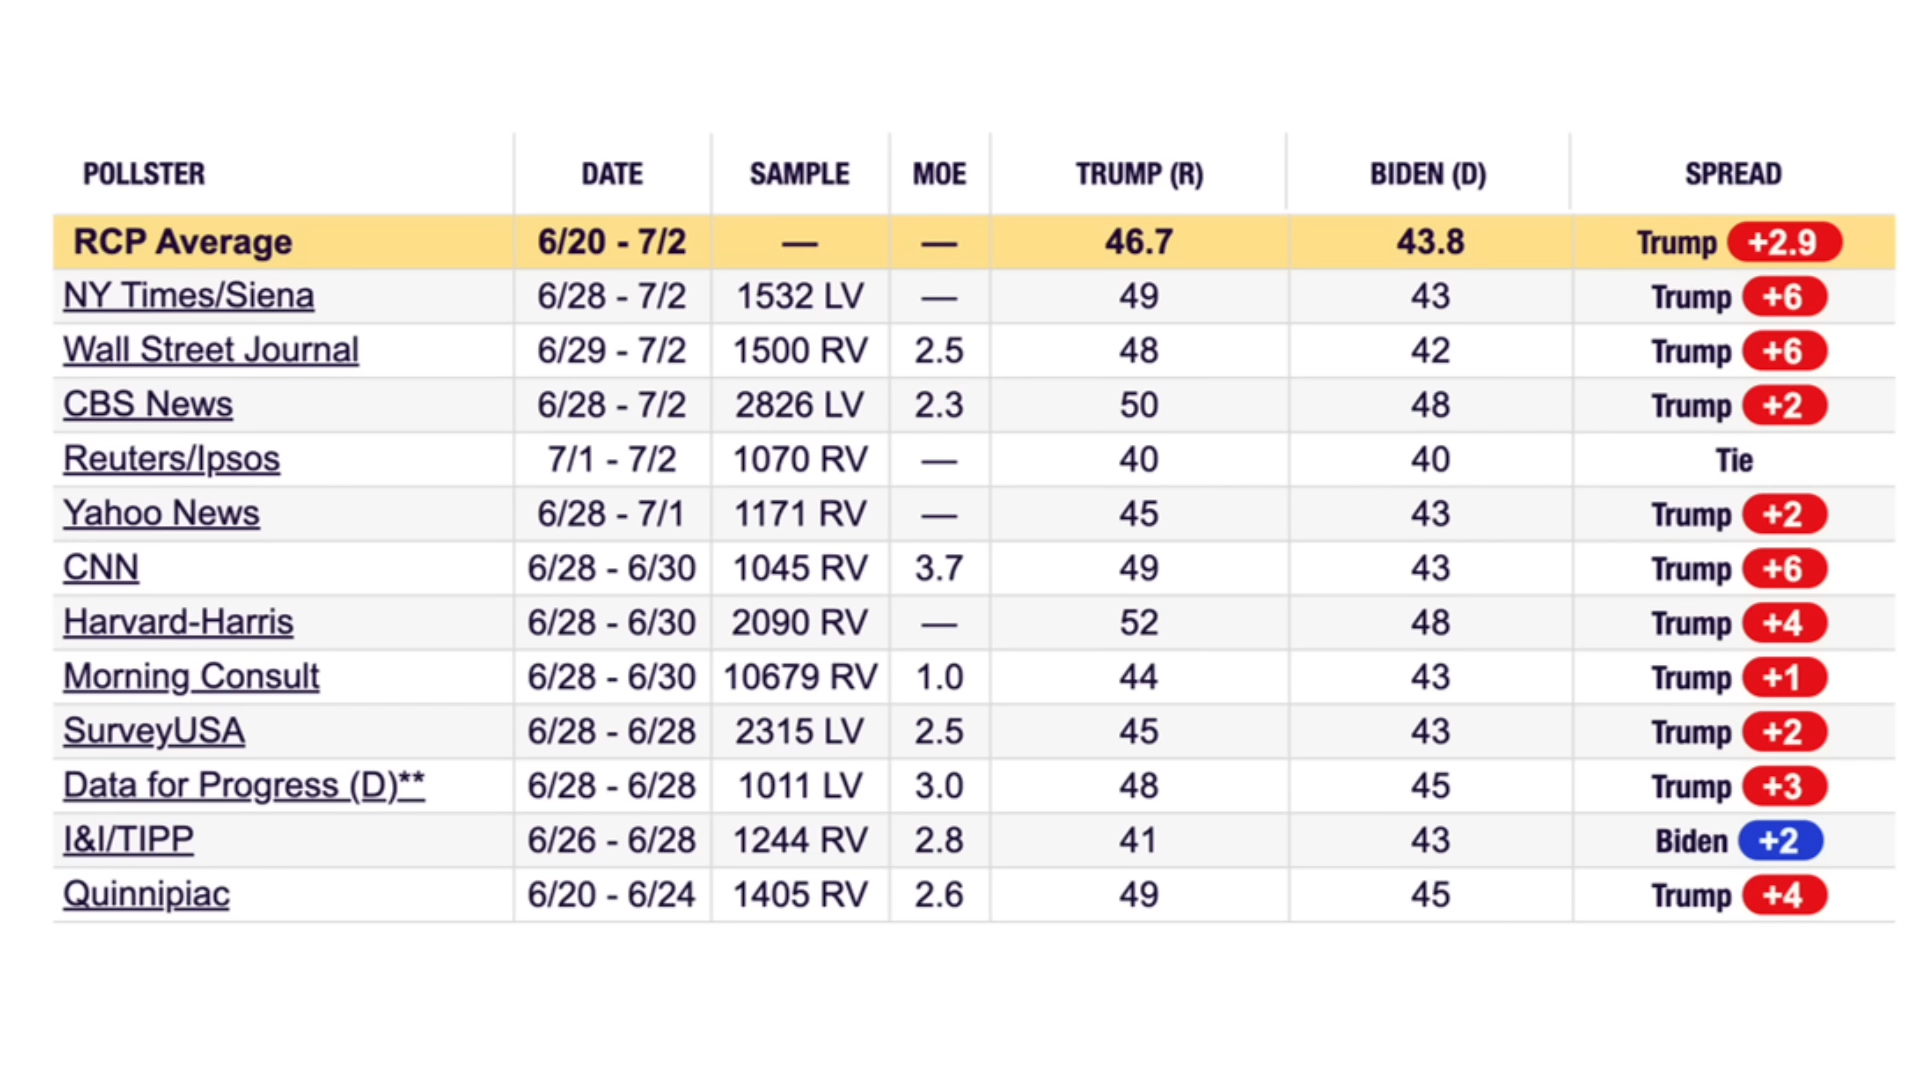 POLLSTER DATE SAMPLE MOE TRUMP (R) BIDEN (D) SPREAD
RCP Average 6/20 - 7/2 — — 46.7 43.8 Trump +2.9
NY Times/Siena 6/28 - 7/2 1532 LV — 49 43 Trump +6
Wall Street Journal 6/29 - 7/2 1500 RV 2.5 48 42 Trump +6
CBS News 6/28 - 7/2 2826 LV 2.3 50 48 Trump +2
Reuters/Ipsos 7/1 - 7/2 1070 RV — 40 40 Tie
Yahoo News 6/28 - 7/1 1171 RV — 45 43 Trump +2
CNN 6/28 - 6/30 1045 RV 3.7 49 43 Trump +6
Harvard-Harris 6/28 - 6/30 2090 RV — 52 48 Trump +4
Morning Consult 6/28 - 6/30 10679 RV 1.0 44 43 Trump +1
SurveyUSA 6/28 - 6/28 2315 LV 2.5 45 43 Trump +2
Data for Progress (D)** 6/28 - 6/28 1011 LV 3.0 48 45 Trump +3
I&I/TIPP 6/26 - 6/28 1244 RV 2.8 41 43 Biden +2
Quinnipiac 6/20 - 6/24 1405 RV 2.6 49 45 Trump +4